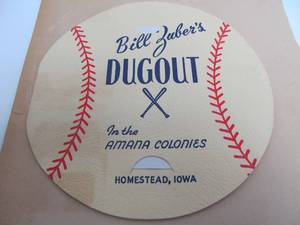 Bill Zuber's
DUGOUT
In the
AMANA COLONIES
HOMESTEAD, IOWA